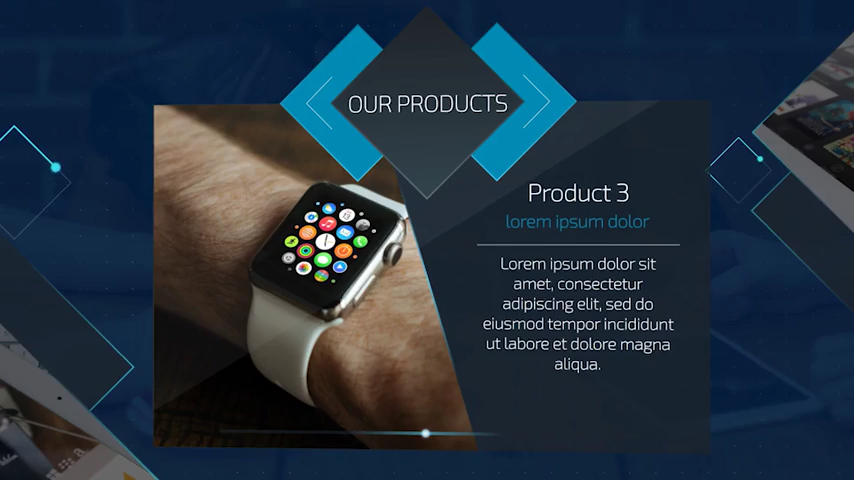 OUR PRODUCTS
Product 3
lorem ipsum dolor
Lorem ipsum dolor sit
amet, consectetur
adipiscing elit, sed do
eiusmod tempor incididunt
ut labore et dolore magna
aliqua.